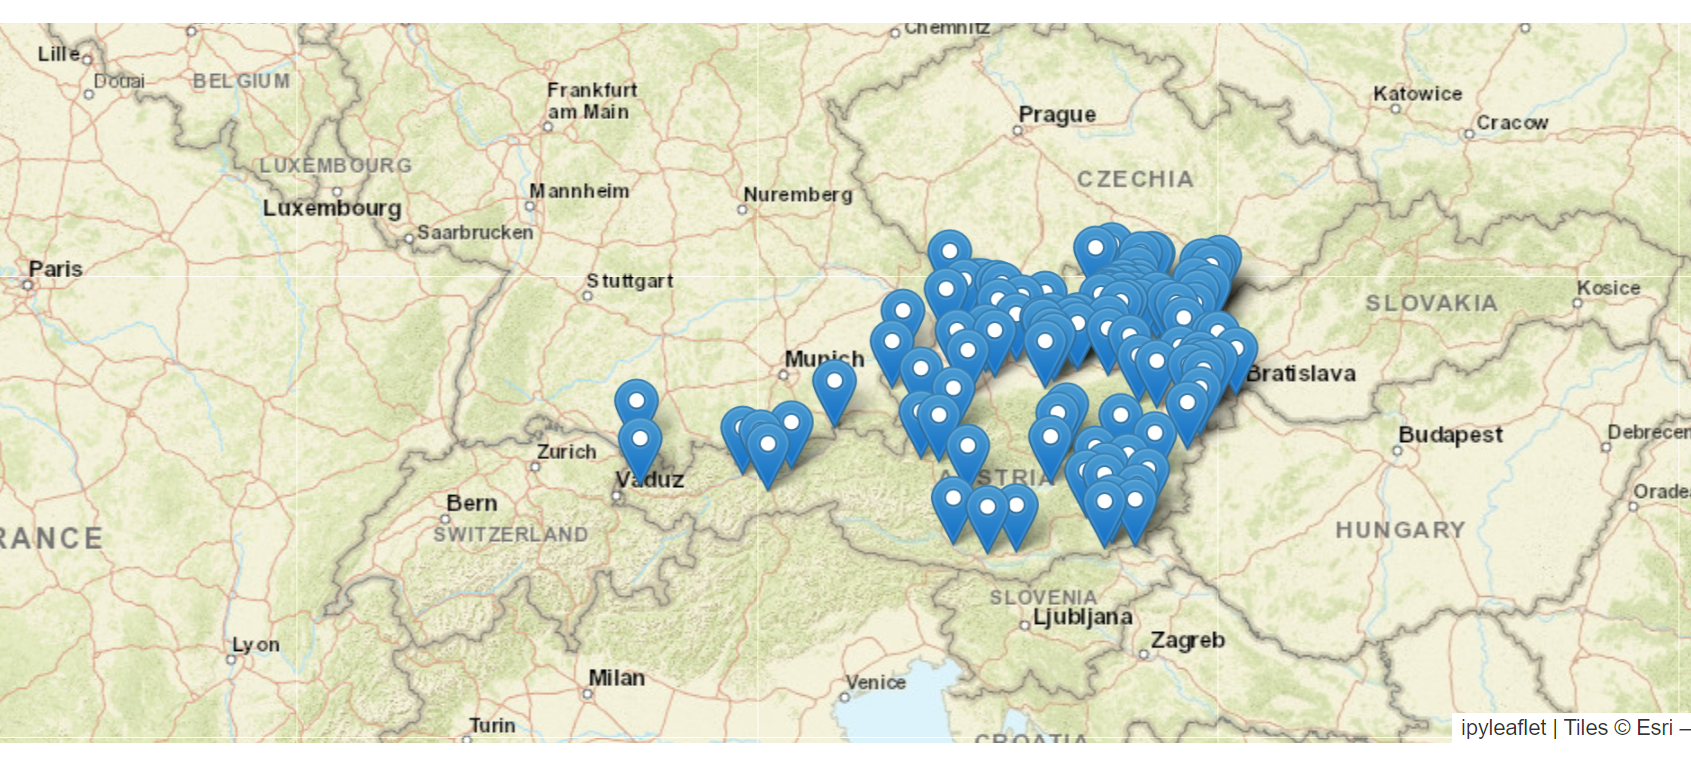 Chemnitz
Lille
Douai
BELGIUM
Frankfurt
am Main
Katowice
Prague
Cracow
LUXEMBOURG
CZECHIA
Mannheim
Nuremberg
Luxembourg
Saarbrucken
Paris
Stuttgart
Kosice
SLOVAKIA
Munich
Bratislava
Budapest
Debrecen
Zurich
Vaduz
AUSTRIA
Bern
Oradea
SWITZERLAND
RANCE
HUNGARY
SLOVENIA
Ljubljana
Lyon
Zagreb
Milan
Venice
Turin
CROATIA
ipyleaflet | Tiles © Esri —